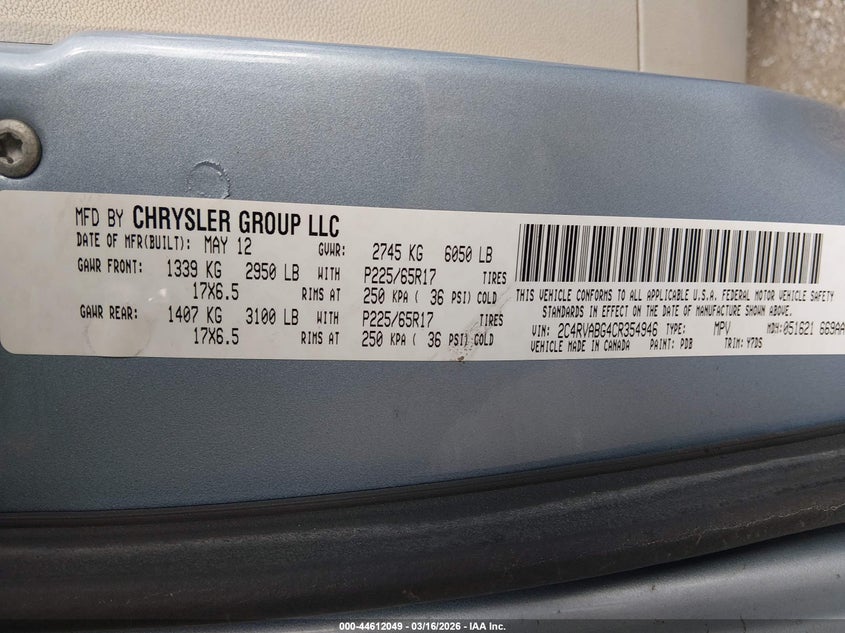 MFD BY CHRYSLER GROUP LLC
DATE OF MFR(BUILT): MAY 12 GVWR: 2745 KG 6050 LB
GAWR FRONT: 1339 KG 2950 LB WITH P225/65R17 TIRES
17X6.5 RIMS AT 250 KPA ( 36 PSI) COLD
GAWR REAR: 1407 KG 3100 LB WITH P225/65R17 TIRES
17X6.5 RIMS AT 250 KPA ( 36 PSI) COLD
THIS VEHICLE CONFORMS TO ALL APPLICABLE U.S.A. FEDERAL MOTOR VEHICLE SAFETY
STANDARDS IN EFFECT ON THE DATE OF MANUFACTURE SHOWN ABOVE.
VIN: 2C4RVABG4CR354946 TYPE: MPV MDH: 051621 669AA
VEHICLE MADE IN CANADA PAINT: PDB TRIM: Y7DS
000-44612049 - 03/16/2026 - IAA Inc.